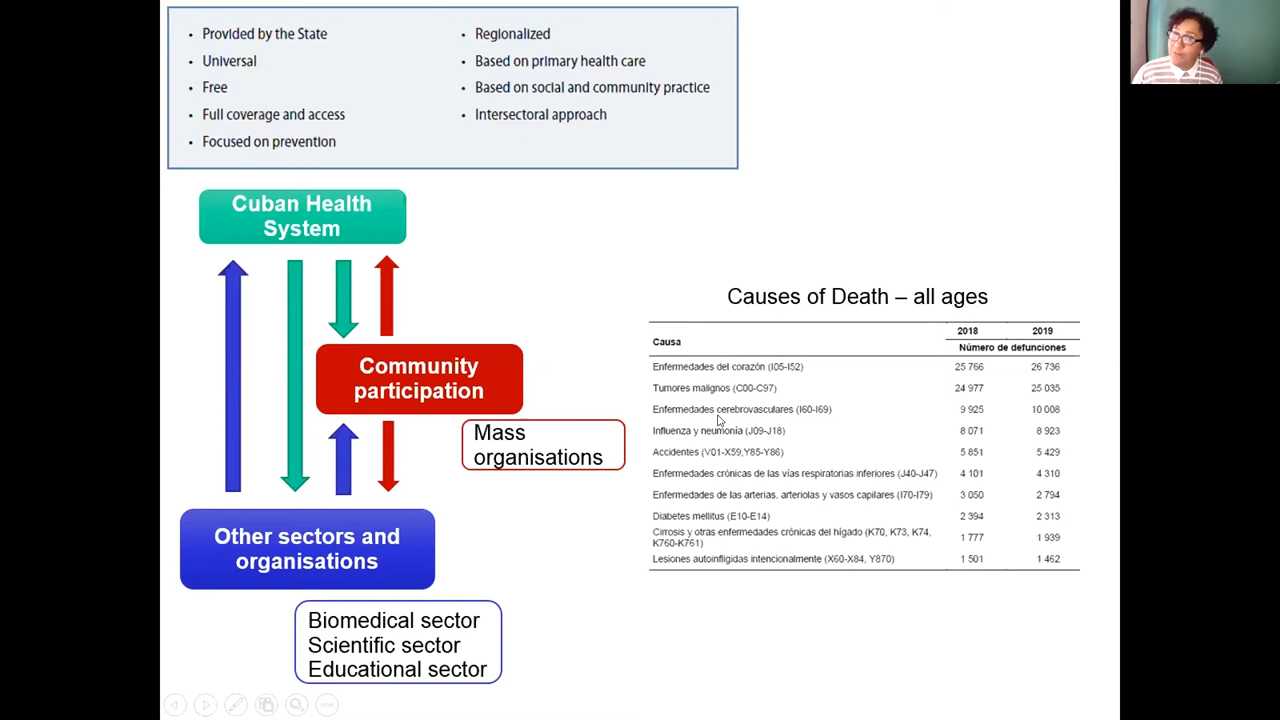 • Provided by the State
• Universal
• Free
• Full coverage and access
• Focused on prevention
• Regionalized
• Based on primary health care
• Based on social and community practice
• Intersectoral approach
Cuban Health
System
Community
participation
Mass
organisations
Other sectors and
organisations
Biomedical sector
Scientific sector
Educational sector
Causes of Death – all ages
Causa 2018 2019
Número de defunciones
Enfermedades del corazón (I05-I52) 25 766 26 736
Tumores malignos (C00-C97) 24 977 25 035
Enfermedades cerebrovasculares (I60-I69) 9 925 10 008
Influenza y neumonía (J09-J18) 8 071 8 923
Accidentes (V01-X59,Y85-Y86) 5 851 5 429
Enfermedades crónicas de las vías respiratorias inferiores (J40-J47) 4 101 4 310
Enfermedades de las arterias, arteriolas y vasos capilares (I70-I79) 3 050 2 794
Diabetes mellitus (E10-E14) 2 394 2 313
Cirrosis y otras enfermedades crónicas del hígado (K70, K73, K74,
K760-K761) 1 777 1 939
Lesiones autoinfligidas intencionalmente (X60-X84, Y870) 1 501 1 462